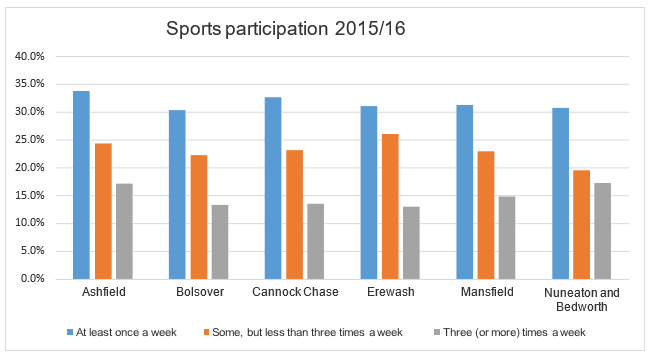 Sports participation 2015/16
40.0%
35.0%
30.0%
25.0%
20.0%
15.0%
10.0%
5.0%
0.0%
Ashfield Bolsover Cannock Chase Erewash Mansfield Nuneaton and
Bedworth
At least once a week Some, but less than three times a week Three (or more) times a week